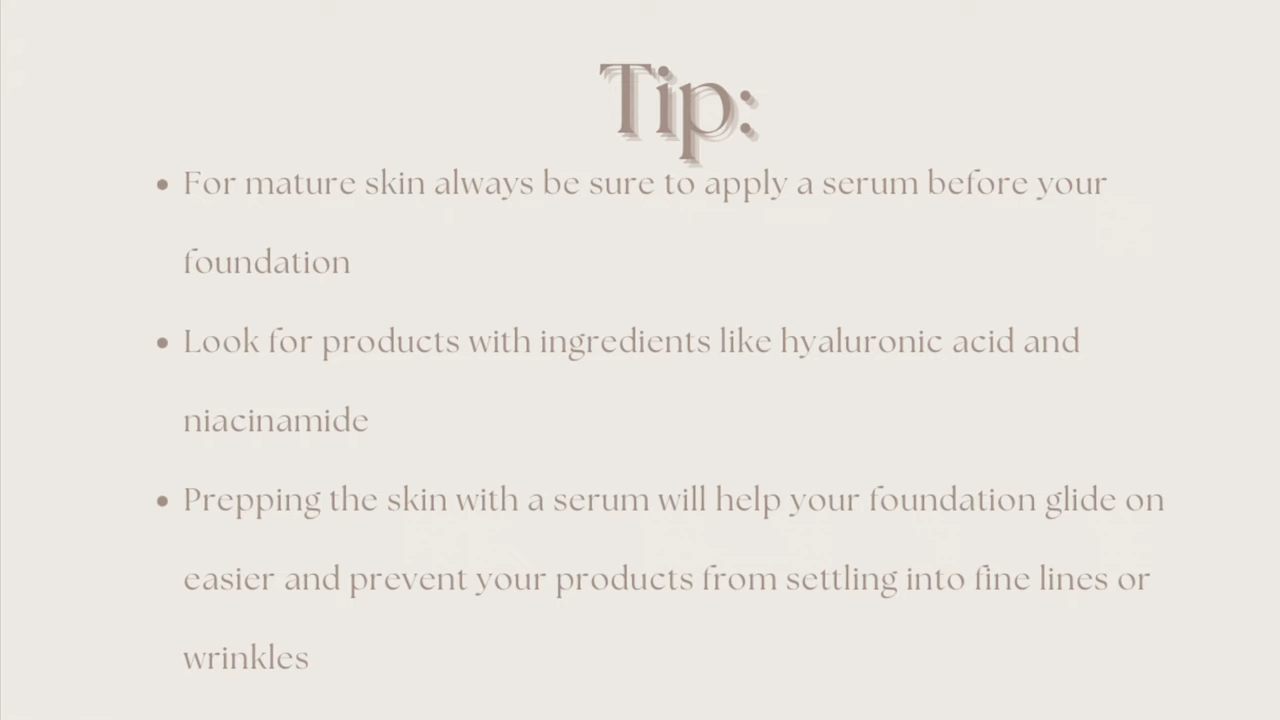 Tip:
• For mature skin always be sure to apply a serum before your
foundation
• Look for products with ingredients like hyaluronic acid and
niacinamide
• Prepping the skin with a serum will help your foundation glide on
easier and prevent your products from settling into fine lines or
wrinkles